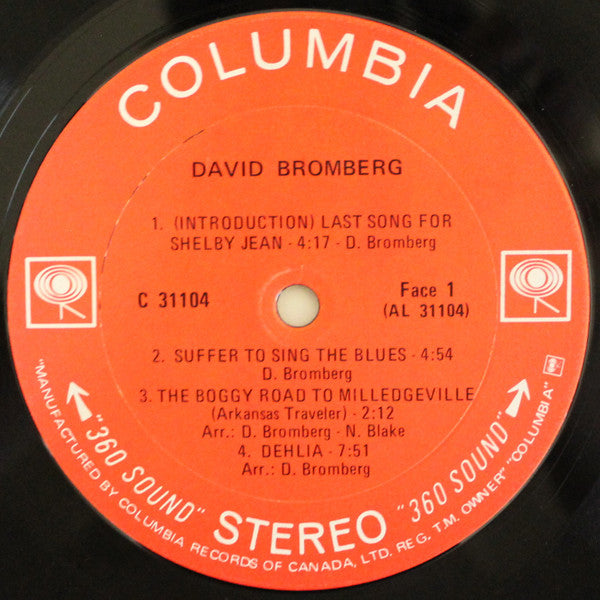 COLUMBIA
DAVID BROMBERG
1. (INTRODUCTION) LAST SONG FOR
SHELBY JEAN - 4:17 - D. Bromberg
C 31104
Face 1
(AL 31104)
2. SUFFER TO SING THE BLUES - 4:54
D. Bromberg
3. THE BOGGY ROAD TO MILLEDGEVILLE
(Arkansas Traveler) - 2:12
Arr.: D. Bromberg - N. Blake
4. DEHLIA - 7:51
Arr.: D. Bromberg
"360 SOUND" STEREO "360 SOUND"
"MANUFACTURED BY COLUMBIA RECORDS OF CANADA, LTD. REG. T.M. OWNER" "COLUMBIA"